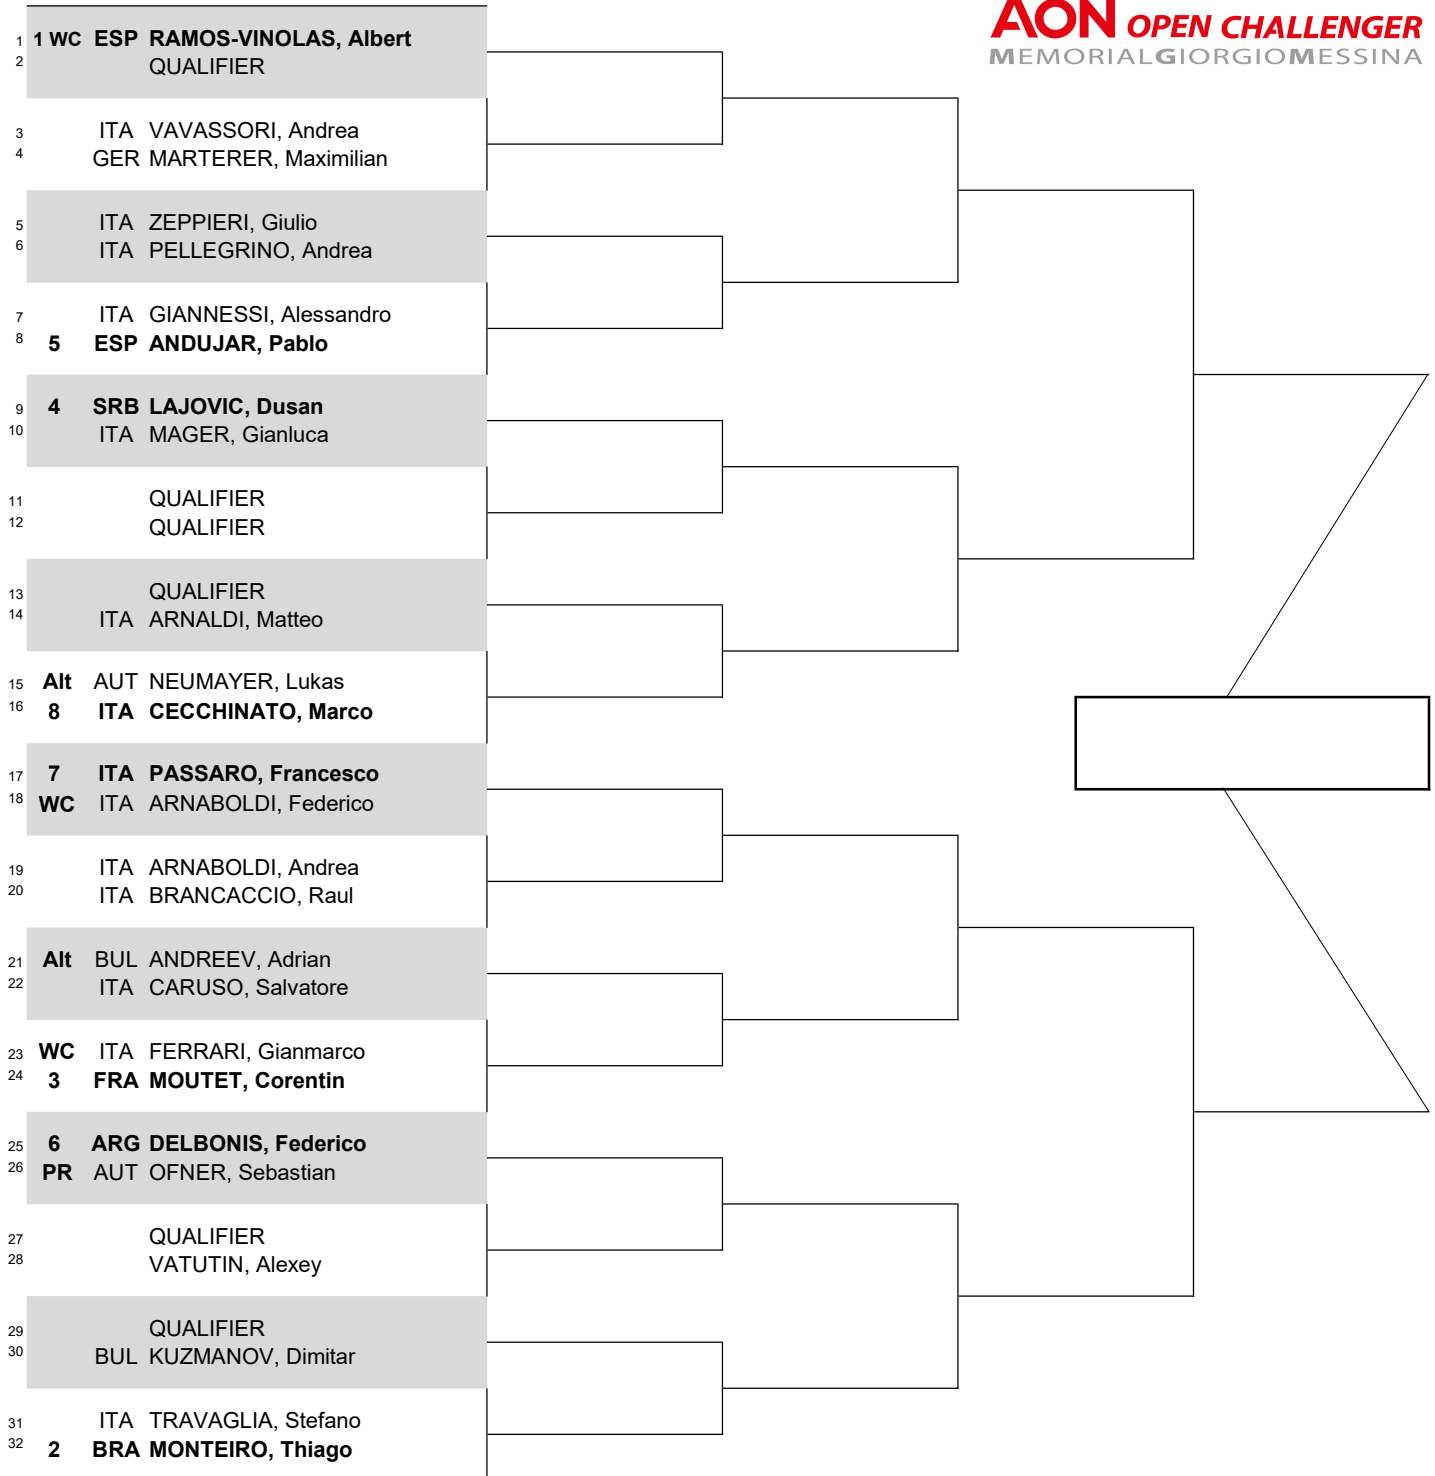 AON OPEN CHALLENGER
MEMORIALGIORGIOMESSINA
1 1 WC ESP RAMOS-VINOLAS, Albert
2 QUALIFIER
3 ITA VAVASSORI, Andrea
4 GER MARTERER, Maximilian
5 ITA ZEPPIERI, Giulio
6 ITA PELLEGRINO, Andrea
7 ITA GIANNESSI, Alessandro
8 5 ESP ANDUJAR, Pablo
9 4 SRB LAJOVIC, Dusan
10 ITA MAGER, Gianluca
11 QUALIFIER
12 QUALIFIER
13 QUALIFIER
14 ITA ARNALDI, Matteo
15 Alt AUT NEUMAYER, Lukas
16 8 ITA CECCHINATO, Marco
17 7 ITA PASSARO, Francesco
18 WC ITA ARNABOLDI, Federico
19 ITA ARNABOLDI, Andrea
20 ITA BRANCACCIO, Raul
21 Alt BUL ANDREEV, Adrian
22 ITA CARUSO, Salvatore
23 WC ITA FERRARI, Gianmarco
24 3 FRA MOUTET, Corentin
25 6 ARG DELBONIS, Federico
26 PR AUT OFNER, Sebastian
27 QUALIFIER
28 VATUTIN, Alexey
29 QUALIFIER
30 BUL KUZMANOV, Dimitar
31 ITA TRAVAGLIA, Stefano
32 2 BRA MONTEIRO, Thiago